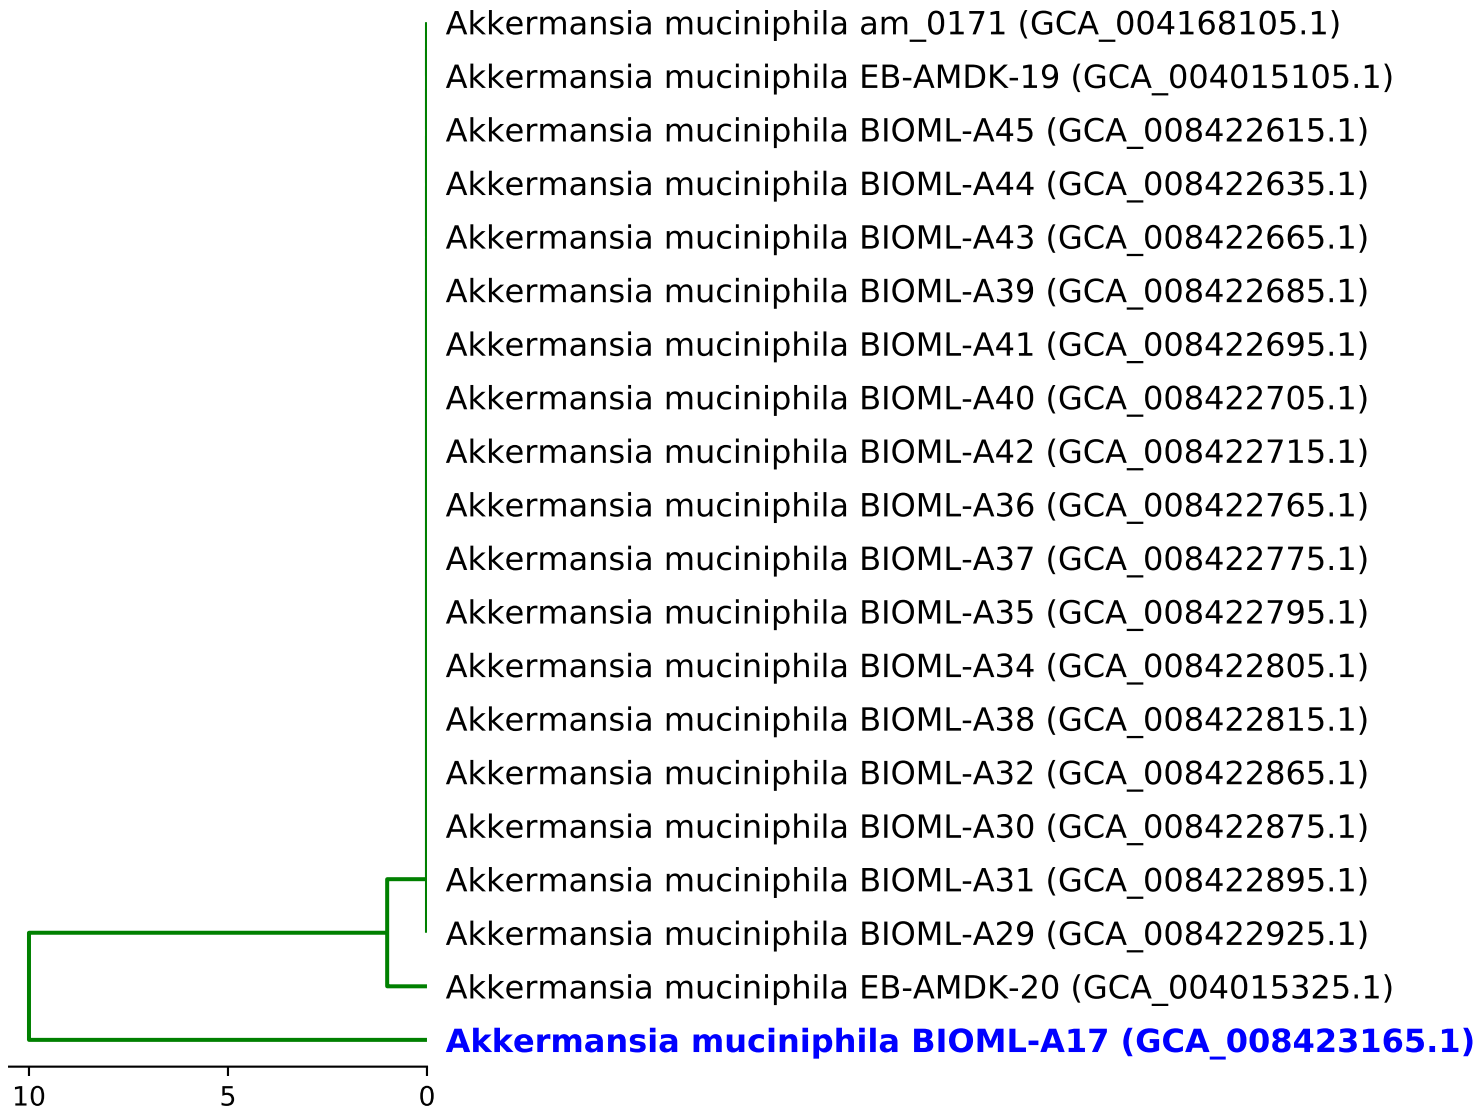 Akkermansia muciniphila am_0171 (GCA_004168105.1)
Akkermansia muciniphila EB-AMDK-19 (GCA_004015105.1)
Akkermansia muciniphila BIOML-A45 (GCA_008422615.1)
Akkermansia muciniphila BIOML-A44 (GCA_008422635.1)
Akkermansia muciniphila BIOML-A43 (GCA_008422665.1)
Akkermansia muciniphila BIOML-A39 (GCA_008422685.1)
Akkermansia muciniphila BIOML-A41 (GCA_008422695.1)
Akkermansia muciniphila BIOML-A40 (GCA_008422705.1)
Akkermansia muciniphila BIOML-A42 (GCA_008422715.1)
Akkermansia muciniphila BIOML-A36 (GCA_008422765.1)
Akkermansia muciniphila BIOML-A37 (GCA_008422775.1)
Akkermansia muciniphila BIOML-A35 (GCA_008422795.1)
Akkermansia muciniphila BIOML-A34 (GCA_008422805.1)
Akkermansia muciniphila BIOML-A38 (GCA_008422815.1)
Akkermansia muciniphila BIOML-A32 (GCA_008422865.1)
Akkermansia muciniphila BIOML-A30 (GCA_008422875.1)
Akkermansia muciniphila BIOML-A31 (GCA_008422895.1)
Akkermansia muciniphila BIOML-A29 (GCA_008422925.1)
Akkermansia muciniphila EB-AMDK-20 (GCA_004015325.1)
Akkermansia muciniphila BIOML-A17 (GCA_008423165.1)
10 5 0